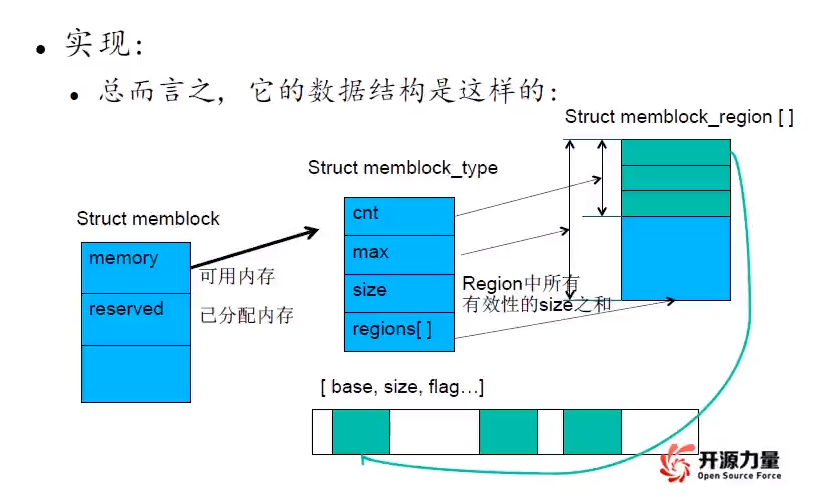 实现：
总而言之，它的数据结构是这样的：
Struct memblock_region [ ]
Struct memblock_type
Struct memblock
cnt
max
size
regions[ ]
memory
可用内存
reserved
已分配内存
Region中所有
有效性的size之和
[ base, size, flag…]
开源力量
Open Source Force